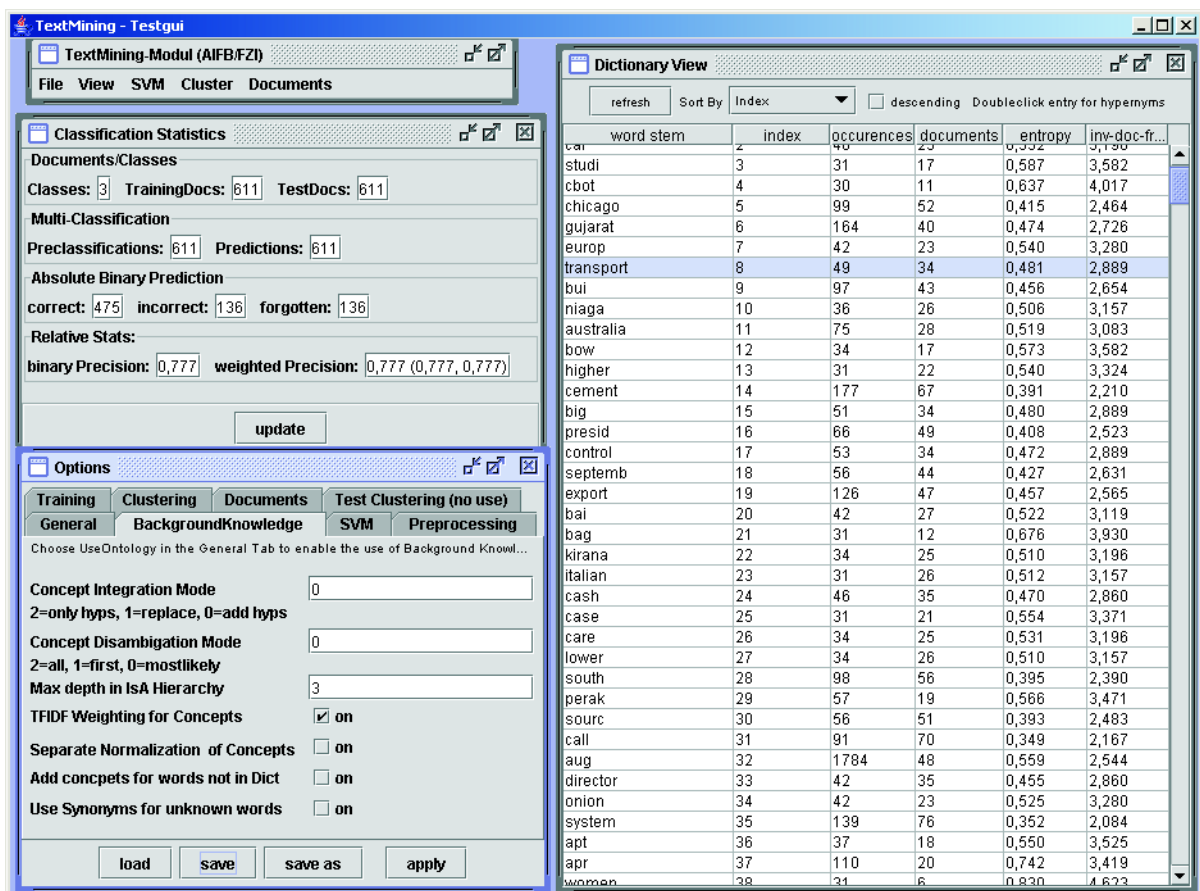 TextMining - Testgui
TextMining-Modul (AIFB/FZI)
File View SVM Cluster Documents
Classification Statistics
Documents/Classes
Classes: 3 TrainingDocs: 611 TestDocs: 611
Multi-Classification
Preclassifications: 611 Predictions: 611
Absolute Binary Prediction
correct: 475 incorrect: 136 forgotten: 136
Relative Stats:
binary Precision: 0,777 weighted Precision: 0,777 (0,777, 0,777)
update
Options
Training Clustering Documents Test Clustering (no use)
General BackgroundKnowledge SVM Preprocessing
Choose UseOntology in the General Tab to enable the use of Background Knowl...
Concept Integration Mode 0
2=only hyps, 1=replace, 0=add hyps
Concept Disambigation Mode 0
2=all, 1=first, 0=mostlikely
Max depth in IsA Hierarchy 3
TFIDF Weighting for Concepts on
Separate Normalization of Concepts on
Add concpets for words not in Dict on
Use Synonyms for unknown words on
load save save as apply
Dictionary View
refresh Sort By Index descending Doubleclick entry for hypernyms
word stem index occurences documents entropy inv-doc-fr...
car 2 40 25 0,552 3,196
studi 3 31 17 0,587 3,582
cbot 4 30 11 0,637 4,017
chicago 5 99 52 0,415 2,464
gujarat 6 164 40 0,474 2,726
europ 7 42 23 0,540 3,280
transport 8 49 34 0,481 2,889
bui 9 97 43 0,456 2,654
niaga 10 36 26 0,506 3,157
australia 11 75 28 0,519 3,083
bow 12 34 17 0,573 3,582
higher 13 31 22 0,540 3,324
cement 14 177 67 0,391 2,210
big 15 51 34 0,480 2,889
presid 16 66 49 0,408 2,523
control 17 53 34 0,472 2,889
septemb 18 56 44 0,427 2,631
export 19 126 47 0,457 2,565
bai 20 42 27 0,522 3,119
bag 21 31 12 0,676 3,930
kirana 22 34 25 0,510 3,196
italian 23 31 26 0,512 3,157
cash 24 46 35 0,470 2,860
case 25 31 21 0,554 3,371
care 26 34 25 0,531 3,196
lower 27 34 26 0,510 3,157
south 28 98 56 0,395 2,390
perak 29 57 19 0,566 3,471
sourc 30 56 51 0,393 2,483
call 31 91 70 0,349 2,167
aug 32 1784 48 0,559 2,544
director 33 42 35 0,455 2,860
onion 34 42 23 0,525 3,280
system 35 139 76 0,352 2,084
apt 36 37 18 0,550 3,525
apr 37 110 20 0,742 3,419
women 38 31 6 0,830 4,623